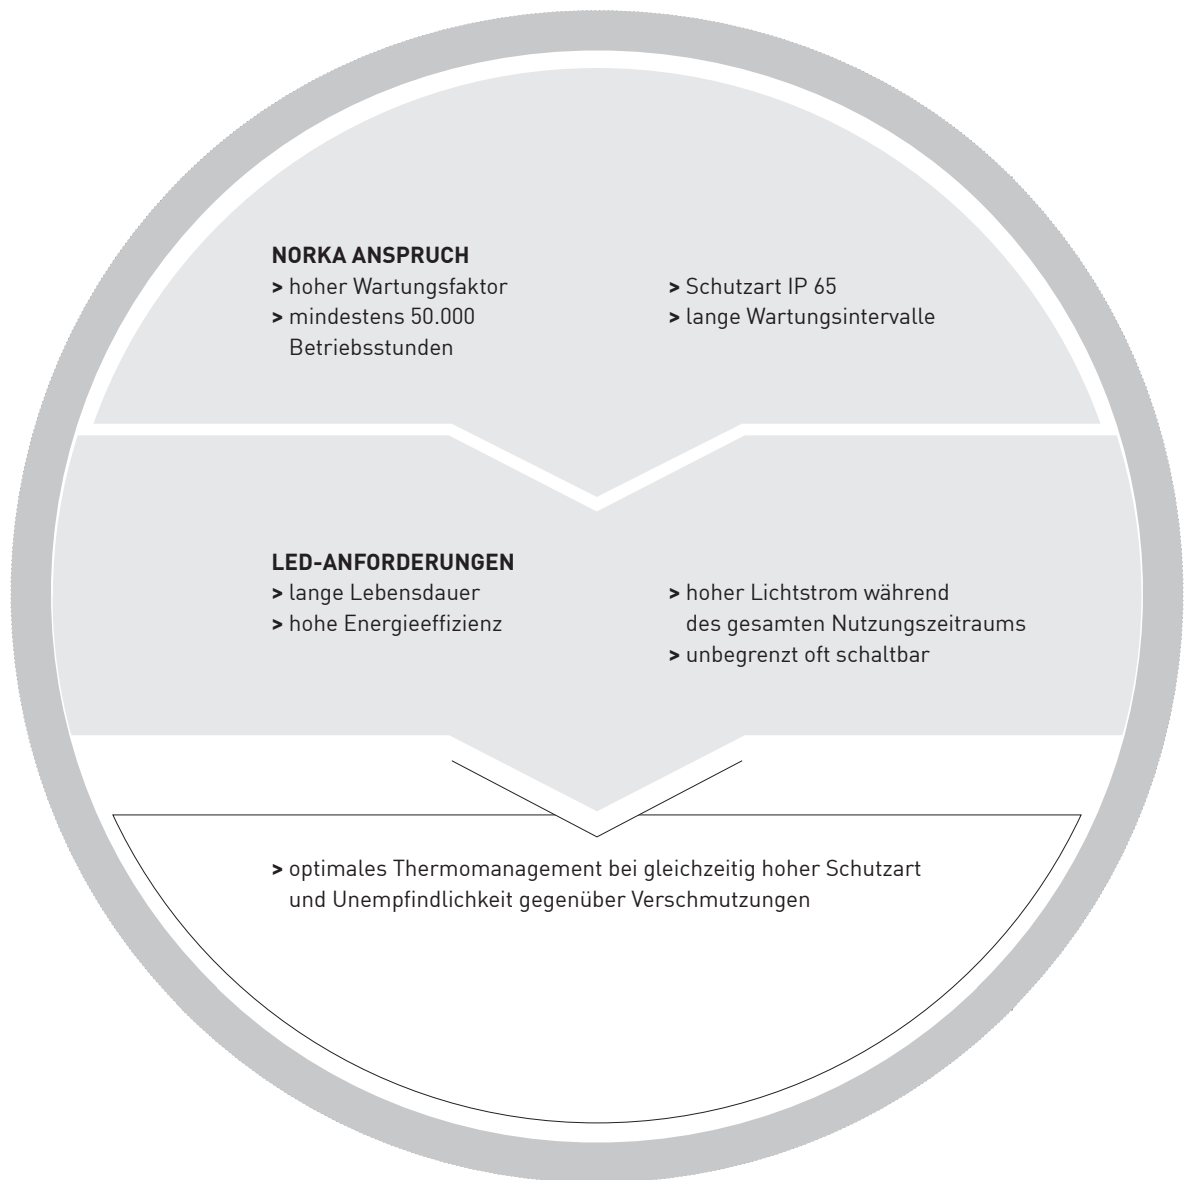 NORKA ANSPRUCH
> hoher Wartungsfaktor
> mindestens 50.000
Betriebsstunden
> Schutzart IP 65
> lange Wartungsintervalle
LED-ANFORDERUNGEN
> lange Lebensdauer
> hohe Energieeffizienz
> hoher Lichtstrom während
des gesamten Nutzungszeitraums
> unbegrenzt oft schaltbar
> optimales Thermomanagement bei gleichzeitig hoher Schutzart
und Unempfindlichkeit gegenüber Verschmutzungen